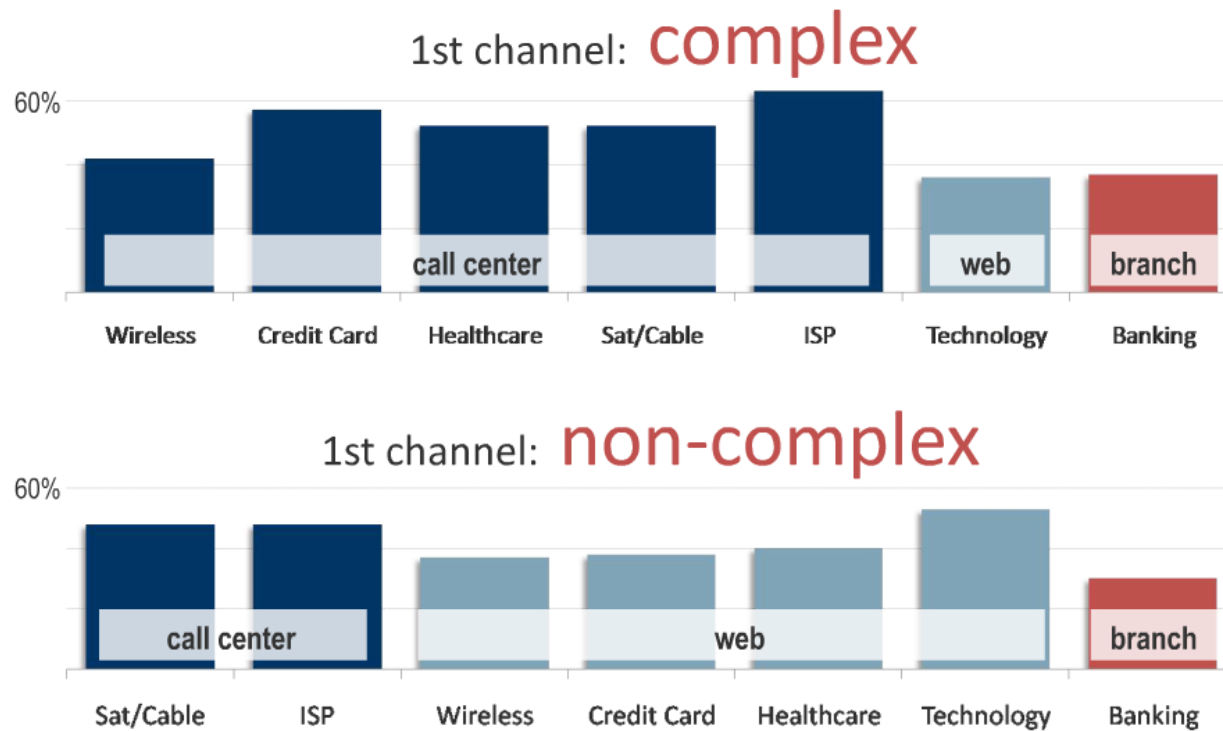 1st channel: complex
60%
call center web branch
Wireless Credit Card Healthcare Sat/Cable ISP Technology Banking
1st channel: non-complex
60%
call center web branch
Sat/Cable ISP Wireless Credit Card Healthcare Technology Banking